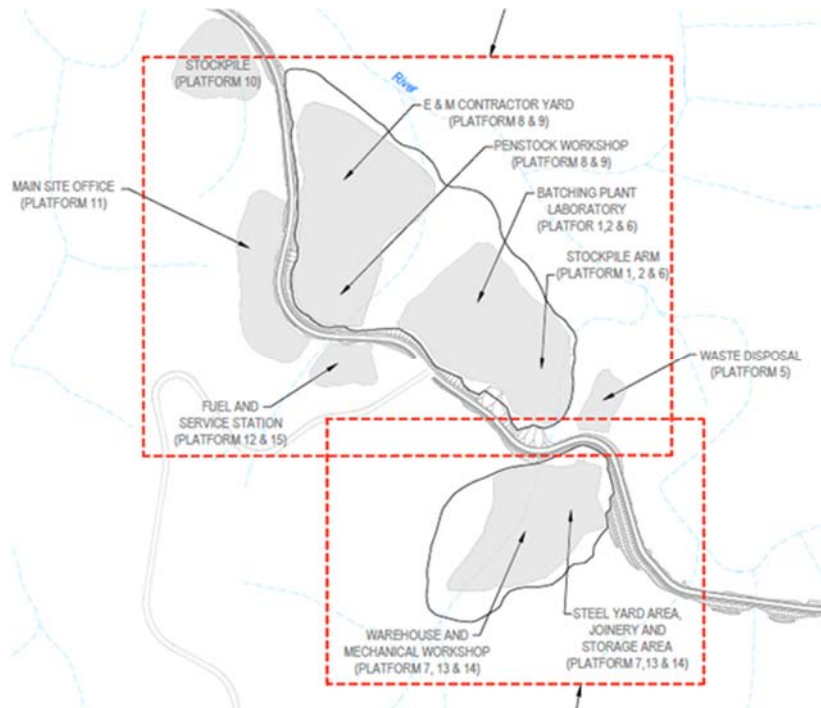 STOCKPILE
(PLATFORM 10)
River
E & M CONTRACTOR YARD
(PLATFORM 8 & 9)
PENSTOCK WORKSHOP
(PLATFORM 8 & 9)
MAIN SITE OFFICE
(PLATFORM 11)
BATCHING PLANT
LABORATORY
(PLATFOR 1,2 & 6)
STOCKPILE ARM
(PLATFORM 1, 2 & 6)
WASTE DISPOSAL
(PLATFORM 5)
FUEL AND
SERVICE STATION
(PLATFORM 12 & 15)
WAREHOUSE AND
MECHANICAL WORKSHOP
(PLATFORM 7, 13 & 14)
STEEL YARD AREA,
JOINERY AND
STORAGE AREA
(PLATFORM 7,13 & 14)